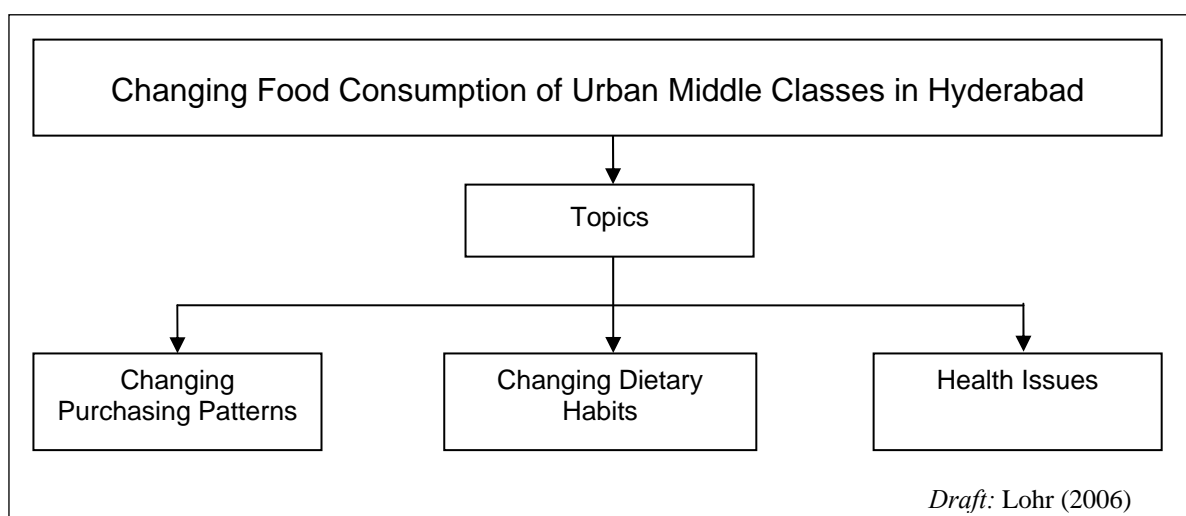 Changing Food Consumption of Urban Middle Classes in Hyderabad
Topics
Changing
Purchasing Patterns
Changing Dietary
Habits
Health Issues
Draft: Lohr (2006)